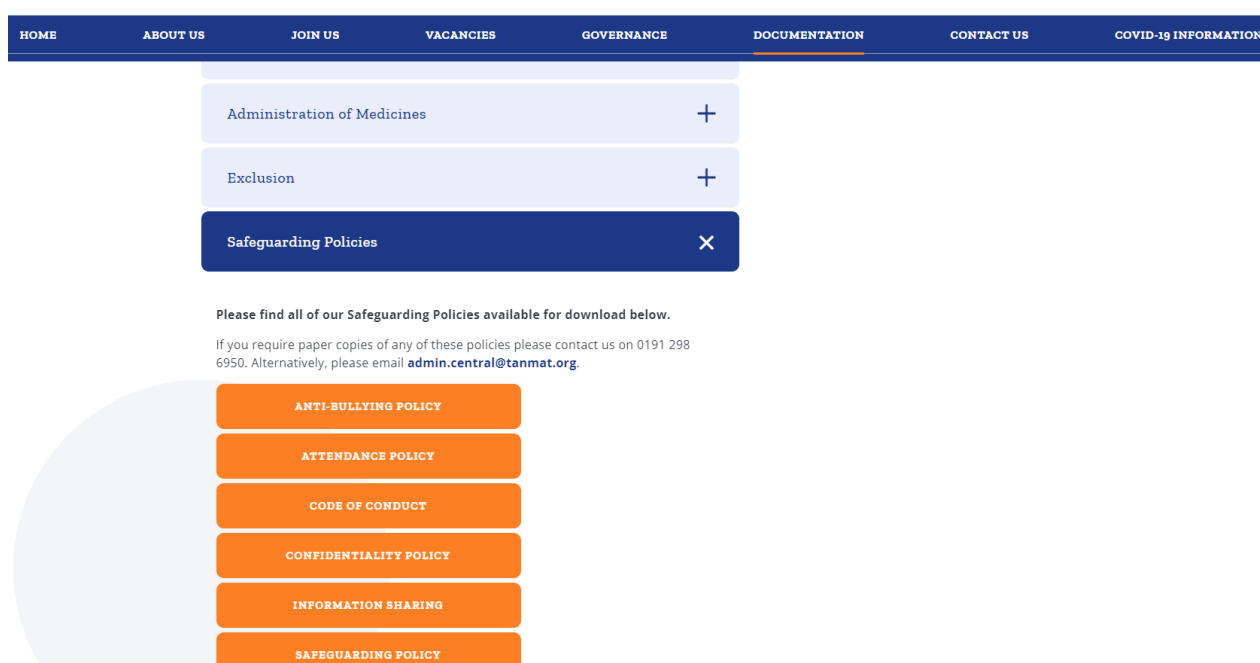 HOME ABOUT US JOIN US VACANCIES GOVERNANCE DOCUMENTATION CONTACT US COVID-19 INFORMATION
Administration of Medicines
Exclusion
Safeguarding Policies
Please find all of our Safeguarding Policies available for download below.
If you require paper copies of any of these policies please contact us on 0191 298
6950. Alternatively, please email admin.central@tanmat.org.
ANTI-BULLYING POLICY
ATTENDANCE POLICY
CODE OF CONDUCT
CONFIDENTIALITY POLICY
INFORMATION SHARING
SAFEGUARDING POLICY